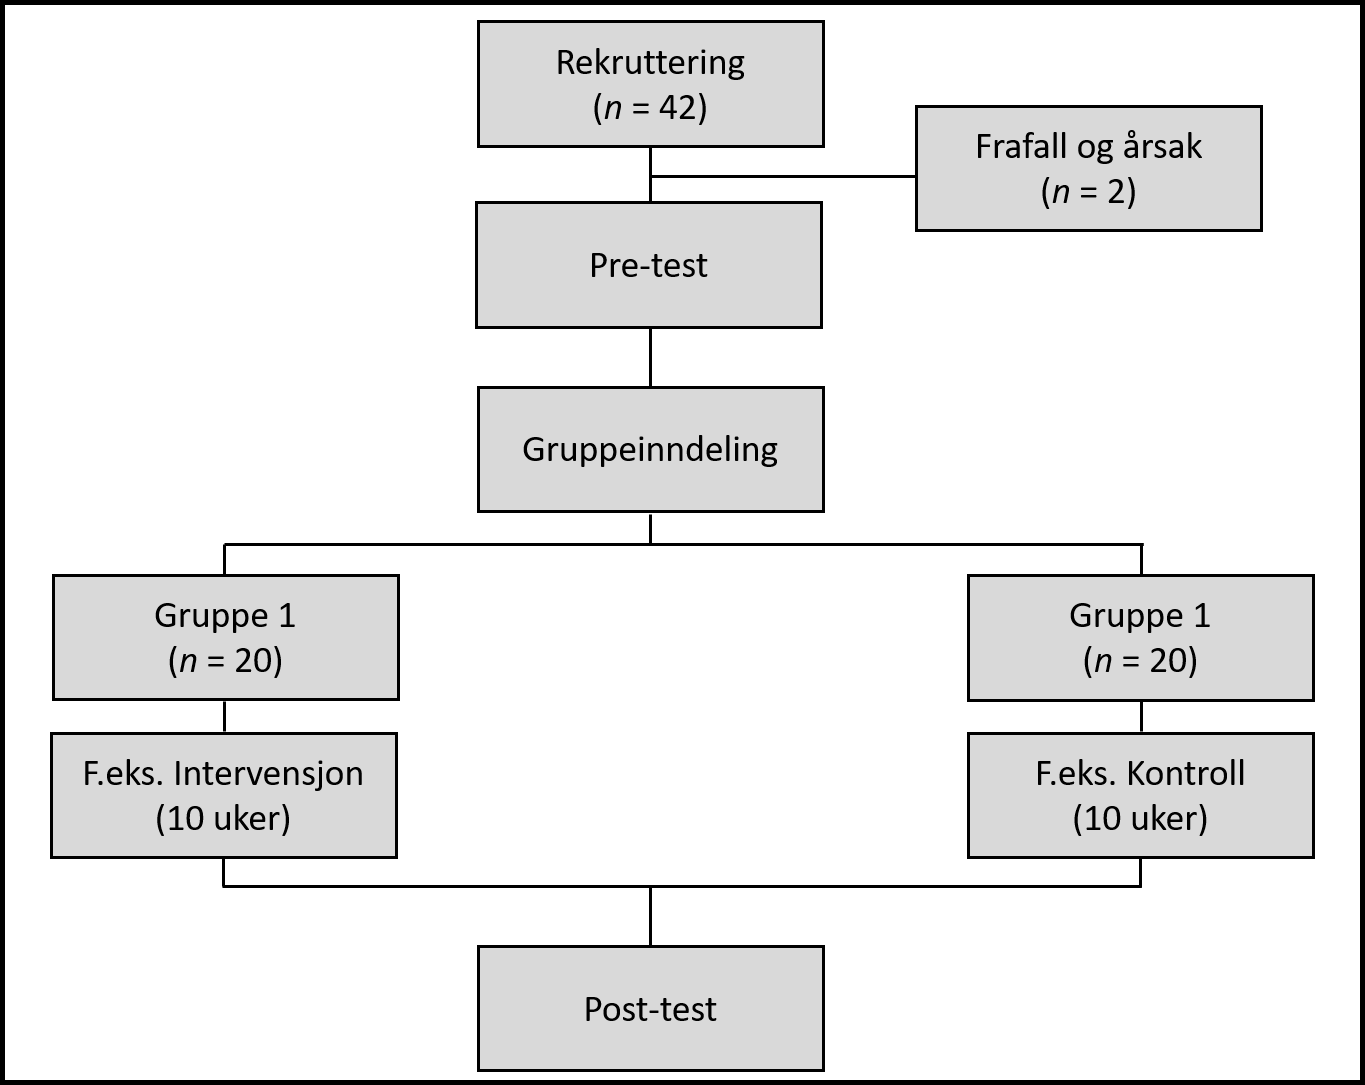 Rekruttering
(n = 42)
Frafall og årsak
(n = 2)
Pre-test
Gruppeinndeling
Gruppe 1
(n = 20)
Gruppe 1
(n = 20)
F.eks. Intervensjon
(10 uker)
F.eks. Kontroll
(10 uker)
Post-test